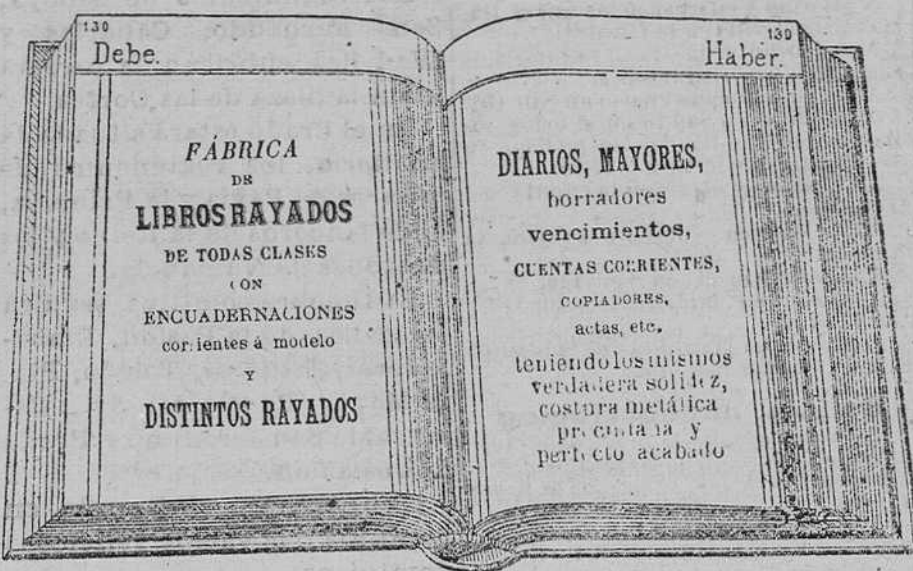 130
Debe.
FÁBRICA
DE
LIBROS RAYADOS
DE TODAS CLASES
CON
ENCUADERNACIONES
corrientes á modelo
Y
DISTINTOS RAYADOS
130
Haber.
DIARIOS, MAYORES,
borradores
vencimientos,
CUENTAS CORRIENTES,
COPIADORES,
actas, etc.
teniendo los mismos
verdadera solidez,
costura metálica
y
perfecto acabado